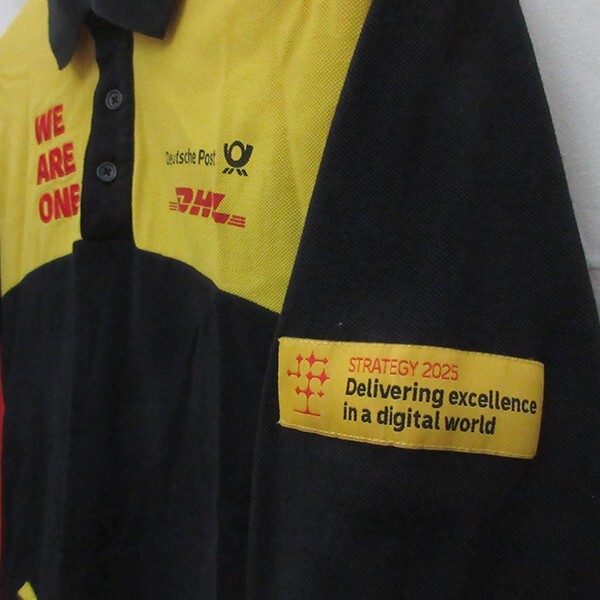 WE
ARE
ONE
Deutsche Post
DHL
STRATEGY 2025
Delivering excellence
in a digital world